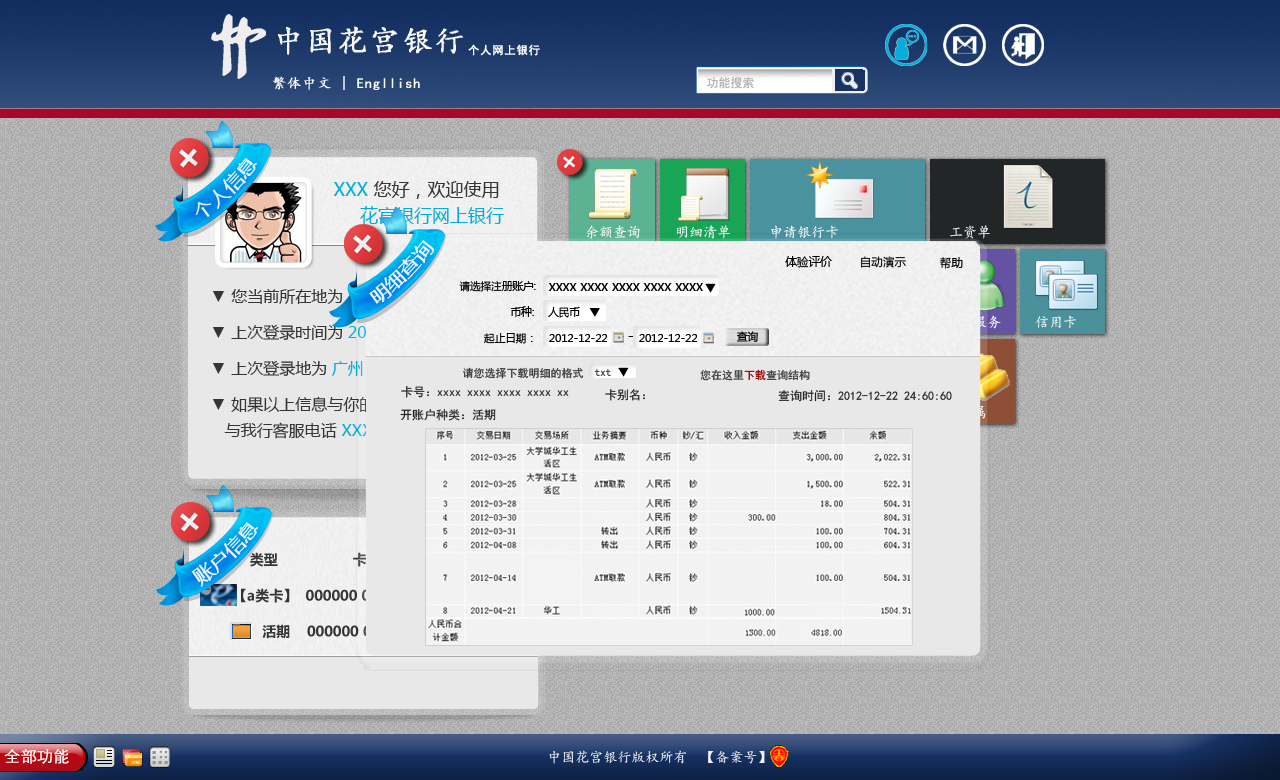 中国花宫银行 个人网上银行
繁体中文 | Engllish
功能搜索
个人信息
XXX 您好，欢迎使用
花宫银行网上银行
▼ 您当前所在地为
▼ 上次登录时间为 20
▼ 上次登录地为 广州
▼ 如果以上信息与你的
与我行客服电话 XXX
余额查询
明细清单
申请银行卡
工资单
服务
信用卡
明细查询
体验评价 自动演示 帮助
请选择注册账户: XXXX XXXX XXXX XXXX XXXX ▼
币种: 人民币 ▼
起止日期： 2012-12-22 - 2012-12-22 查询
请您选择下载明细的格式 txt ▼ 您在这里下载查询结构
卡号：xxxx xxxx xxxx xxxx xx 卡别名： 查询时间：2012-12-22 24:60:60
开账户种类：活期
序号 交易日期 交易场所 业务摘要 币种 钞/汇 收入金额 支出金额 余额
1 2012-03-25 大学城华工生活区 ATM取款 人民币 钞 3,000.00 2,022.31
2 2012-03-25 大学城华工生活区 ATM取款 人民币 钞 1,500.00 522.31
3 2012-03-28 人民币 钞 18.00 504.31
4 2012-03-30 人民币 钞 300.00 804.31
5 2012-03-31 转出 人民币 钞 100.00 704.31
6 2012-04-08 转出 人民币 钞 100.00 604.31
7 2012-04-14 ATM取款 人民币 钞 100.00 504.31
8 2012-04-21 华工 人民币 钞 1000.00 1504.31
人民币合计金额 1300.00 4818.00
账户信息
类型 卡
【a类卡】 000000 0
活期 000000 0
全部功能
中国花宫银行版权所有 【备案号】